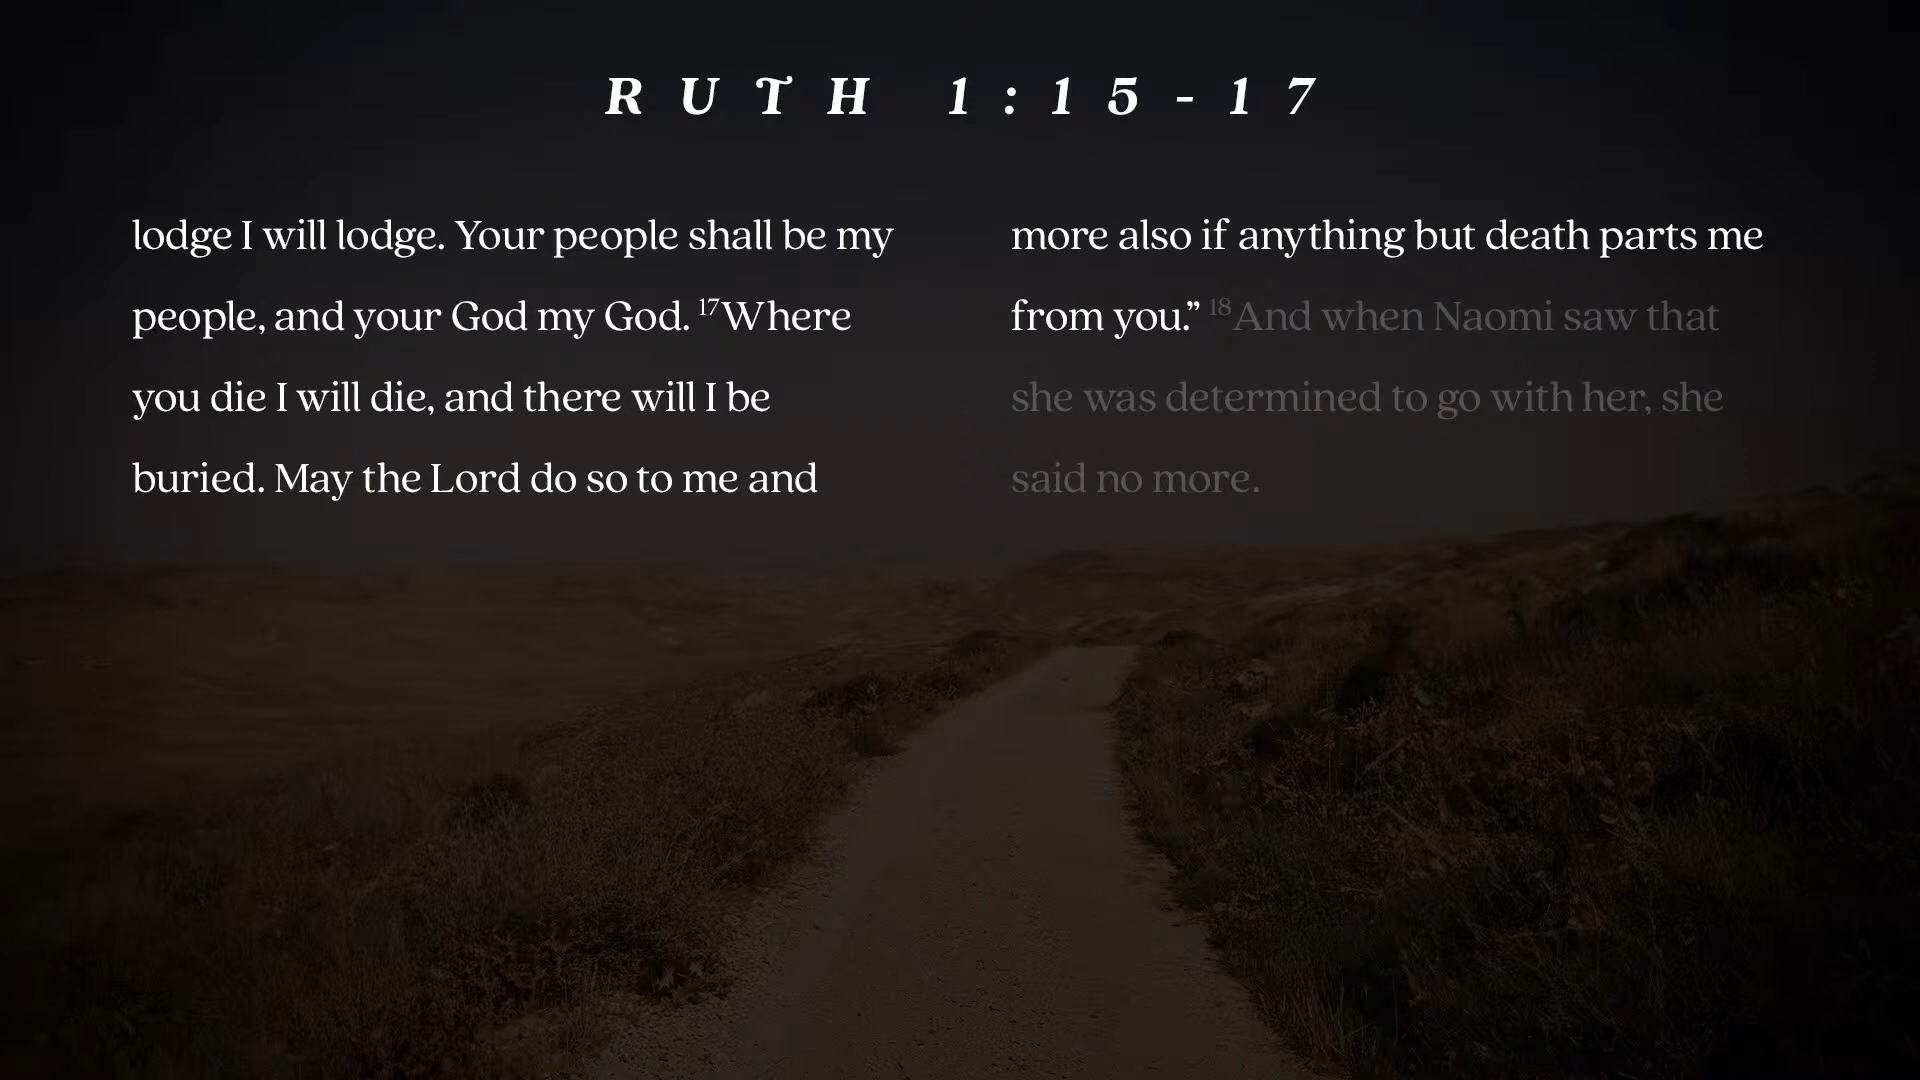 RUTH 1:15-17
lodge I will lodge. Your people shall be my
people, and your God my God. 17Where
you die I will die, and there will I be
buried. May the Lord do so to me and
more also if anything but death parts me
from you.” 18And when Naomi saw that
she was determined to go with her, she
said no more.